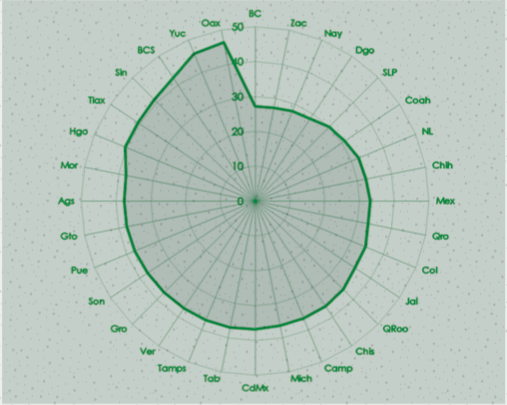 BC
Zac
Nay
Dgo
SLP
Coah
NL
Chih
Mex
Qro
Col
Jal
QRoo
Chis
Camp
Mich
CdMx
Tab
Tamps
Ver
Gro
Son
Pue
Gto
Ags
Mor
Hgo
Tlax
Sin
BCS
Yuc
Oax
50
40
30
20
10
0